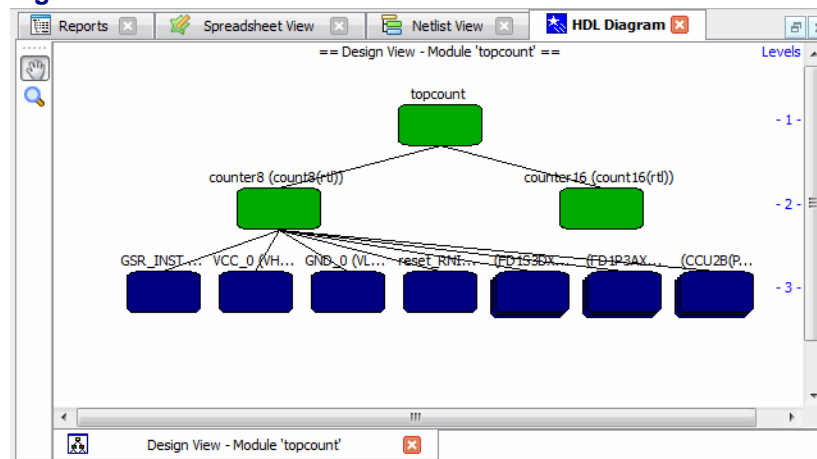 Reports Spreadsheet View Netlist View HDL Diagram
== Design View - Module 'topcount' == Levels
topcount
- 1 -
counter8 (count8(rtl)) counter16 (count16(rtl))
- 2 -
GSR_INST ... VCC_0 (VH... GND_0 (VL... reset_RNI... (FD1S3DX... (FD1P3AX... (CCU2B(P...
- 3 -
Design View - Module 'topcount'